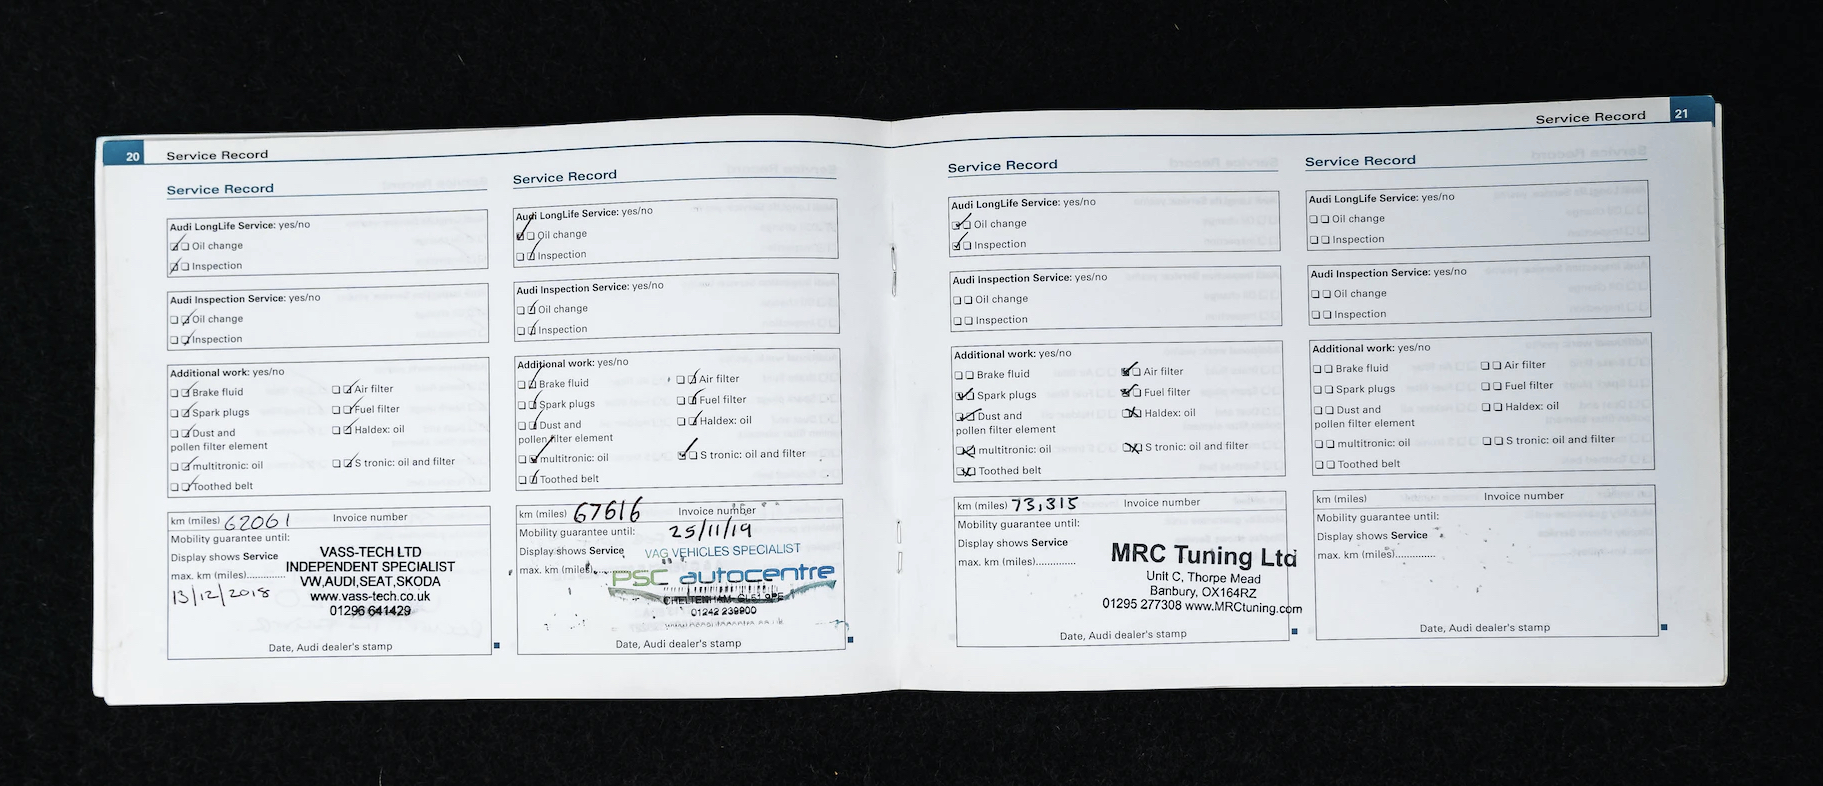 20 Service Record
Service Record
Audi LongLife Service: yes/no
Oil change
Inspection
Audi Inspection Service: yes/no
Oil change
Inspection
Additional work: yes/no
Brake fluid
Air filter
Spark plugs
Fuel filter
Dust and
pollen filter element
Haldex: oil
multitronic: oil
S tronic: oil and filter
Toothed belt
km (miles) 62061 Invoice number
Mobility guarantee until:
Display shows Service
max. km (miles).............
13/12/2018
VASS-TECH LTD
INDEPENDENT SPECIALIST
VW,AUDI,SEAT,SKODA
www.vass-tech.co.uk
01296 641429
Date, Audi dealer's stamp
Service Record
Audi LongLife Service: yes/no
Oil change
Inspection
Audi Inspection Service: yes/no
Oil change
Inspection
Additional work: yes/no
Brake fluid
Air filter
Spark plugs
Fuel filter
Dust and
pollen filter element
Haldex: oil
multitronic: oil
S tronic: oil and filter
Toothed belt
km (miles) 67616 Invoice number
Mobility guarantee until: 25/11/19
Display shows Service
max. km (miles)
VAG VEHICLES SPECIALIST
PSC autocentre
CHELTENHAM GL51 9PE
01242 239900
Date, Audi dealer's stamp
Service Record 21
Service Record
Audi LongLife Service: yes/no
Oil change
Inspection
Audi Inspection Service: yes/no
Oil change
Inspection
Additional work: yes/no
Brake fluid
Air filter
Spark plugs
Fuel filter
Dust and
pollen filter element
Haldex: oil
multitronic: oil
S tronic: oil and filter
Toothed belt
km (miles) 73,315 Invoice number
Mobility guarantee until:
Display shows Service
max. km (miles).............
MRC Tuning Ltd
Unit C, Thorpe Mead
Banbury, OX164RZ
01295 277308 www.MRCtuning.com
Date, Audi dealer's stamp
Service Record
Audi LongLife Service: yes/no
Oil change
Inspection
Audi Inspection Service: yes/no
Oil change
Inspection
Additional work: yes/no
Brake fluid
Air filter
Spark plugs
Fuel filter
Dust and
pollen filter element
Haldex: oil
multitronic: oil
S tronic: oil and filter
Toothed belt
km (miles) Invoice number
Mobility guarantee until:
Display shows Service
max. km (miles).............
Date, Audi dealer's stamp